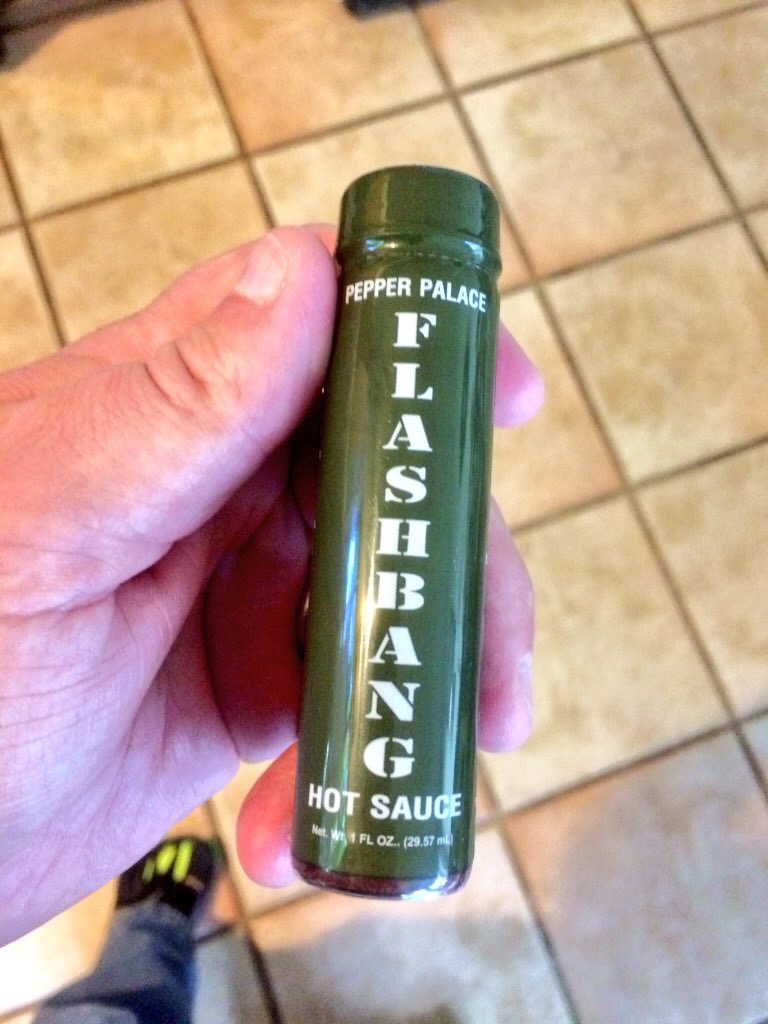 PEPPER PALACE
FLASHBANG
HOT SAUCE
Net. Wt. 1 FL OZ.. (29.57 mL)